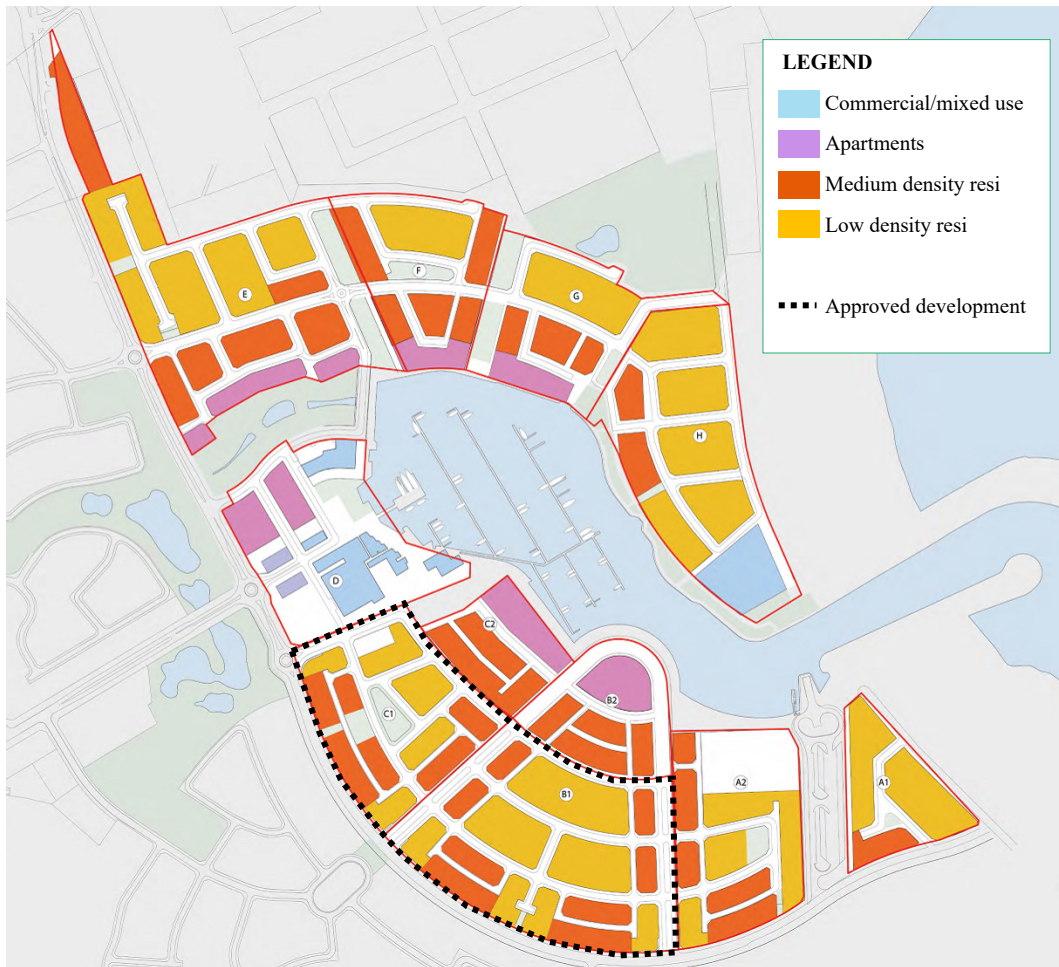 LEGEND
Commercial/mixed use
Apartments
Medium density resi
Low density resi
Approved development
F
E
G
H
D
C2
B2
C1
A2
A1
B1